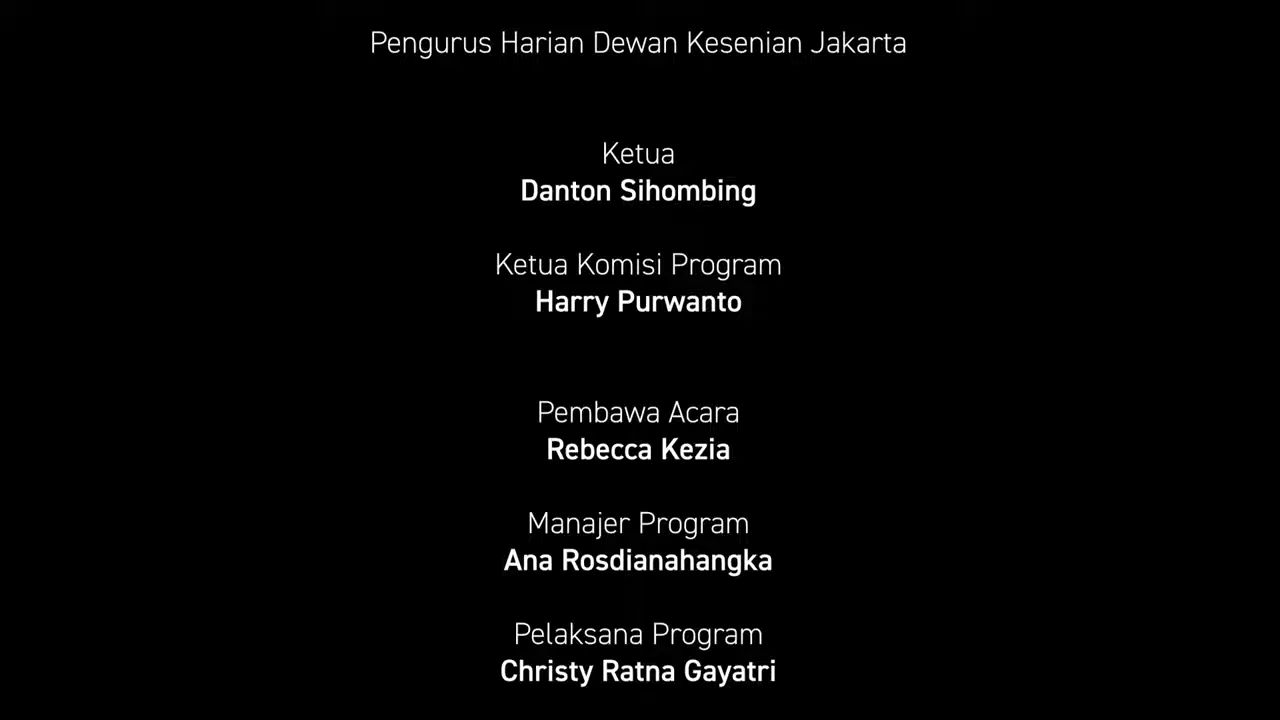 Pengurus Harian Dewan Kesenian Jakarta
Ketua
Danton Sihombing
Ketua Komisi Program
Harry Purwanto
Pembawa Acara
Rebecca Kezia
Manajer Program
Ana Rosdianahangka
Pelaksana Program
Christy Ratna Gayatri